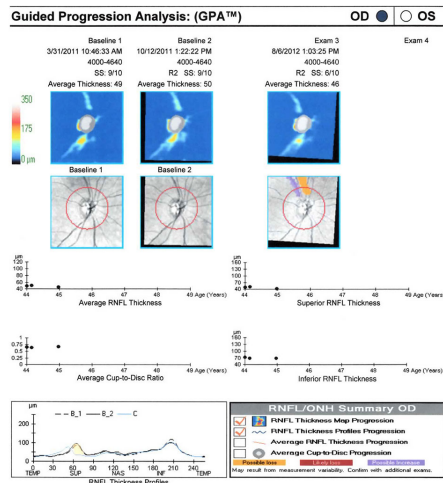 Guided Progression Analysis: (GPA™)
OD OS
Baseline 1
3/31/2011 10:46:33 AM
4000-4640
SS: 9/10
Average Thickness: 49
Baseline 2
10/12/2011 1:22:22 PM
4000-4640
R2 SS: 9/10
Average Thickness: 50
Exam 3
8/6/2012 1:03:25 PM
4000-4640
R2 SS: 6/10
Average Thickness: 46
Exam 4
350
175
0 µm
Baseline 1
Baseline 2
µm
120
100
80
60
40
44 45 46 47 48 49 Age (Years)
Average RNFL Thickness
µm
160
130
100
70
40
44 45 46 47 48 49 Age (Years)
Superior RNFL Thickness
1
0.75
0.5
0.25
0
44 45 46 47 48 49 Age (Years)
Average Cup-to-Disc Ratio
µm
160
130
100
70
40
44 45 46 47 48 49 Age (Years)
Inferior RNFL Thickness
µm
200
100
0
B_1 B_2 C
0 30 60 90 120 150 180 210 240
TEMP SUP NAS INF TEMP
RNFL Thickness Profiles
RNFL/ONH Summary OD
RNFL Thickness Map Progression
RNFL Thickness Profiles Progression
Average RNFL Thickness Progression
Average Cup-to-Disc Progression
Possible loss
Likely loss
Possible Increase
May result from measurement variability. Confirm with additional exams.